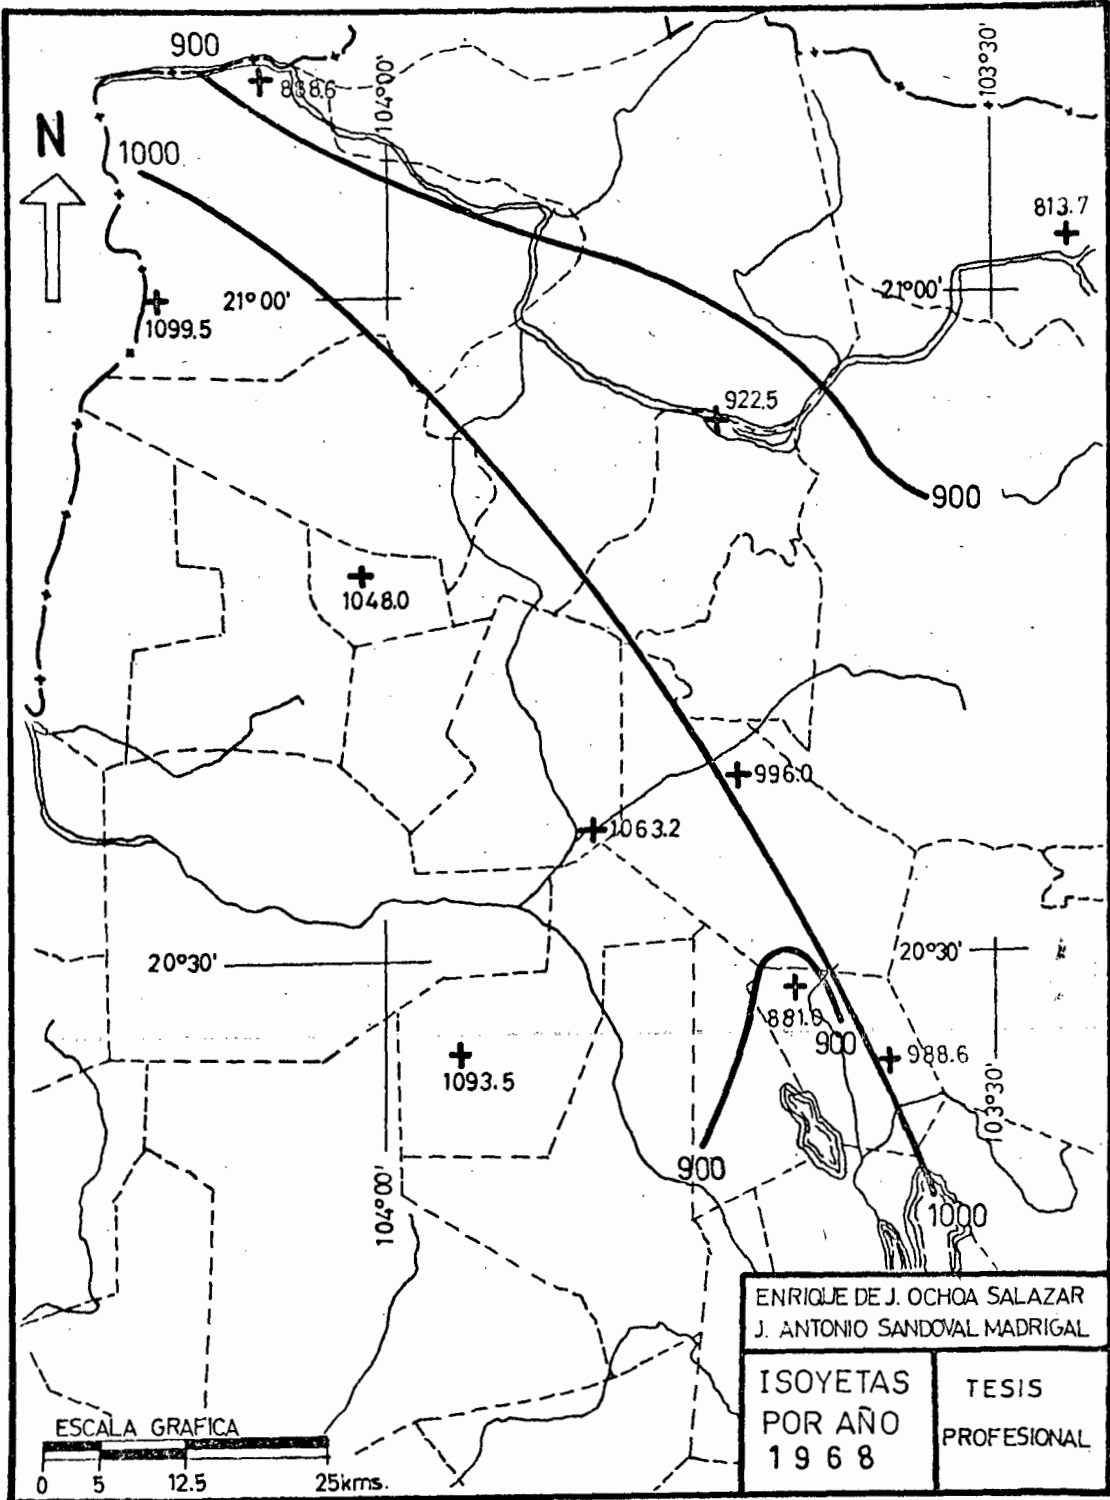 900
838.6
104°00'
103°30'
N
1000
813.7
21°00'
21°00'
1099.5
922.5
900
1048.0
996.0
1063.2
20°30'
20°30'
881.0
900
988.6
1093.5
103°30'
900
104°00'
1000
ENRIQUE DE J. OCHOA SALAZAR
J. ANTONIO SANDOVAL MADRIGAL
ISOYETAS
POR AÑO
1968
TESIS
PROFESIONAL
ESCALA GRAFICA
0 5 12.5 25kms.